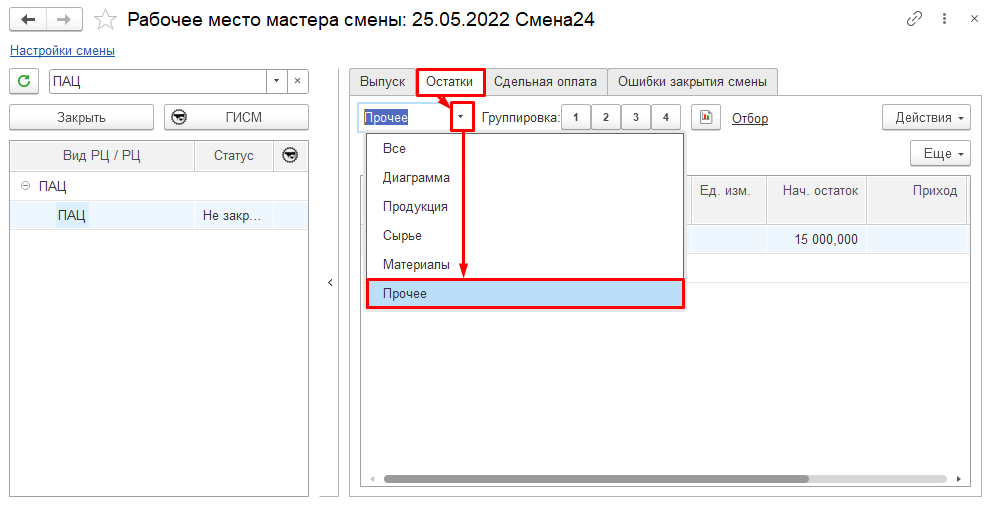 Рабочее место мастера смены: 25.05.2022 Смена24
Настройки смены
ПАЦ
Закрыть ГИСМ
Вид РЦ / РЦ Статус
ПАЦ
ПАЦ Не закр...
Выпуск Остатки Сдельная оплата Ошибки закрытия смены
Прочее Группировка: 1 2 3 4 Отбор Действия
Еще
Все
Диаграмма
Продукция
Сырье
Материалы
Прочее
Ед. изм. Нач. остаток Приход
15 000,000